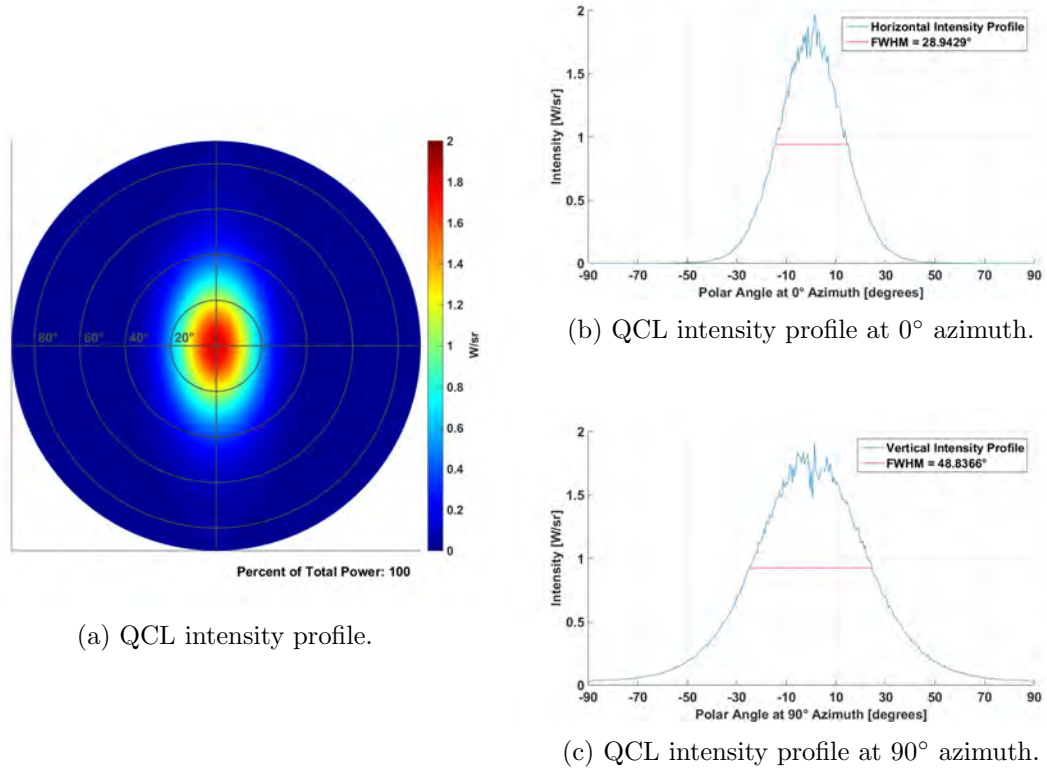 80° 60° 40° 20°
2
1.8
1.6
1.4
1.2
1
0.8
0.6
0.4
0.2
0
W/sr
Percent of Total Power: 100
(a) QCL intensity profile.
2
1.5
1
0.5
0
Intensity [W/sr]
Horizontal Intensity Profile
FWHM = 28.9429°
-90 -70 -50 -30 -10 10 30 50 70 90
Polar Angle at 0° Azimuth [degrees]
(b) QCL intensity profile at 0° azimuth.
2
1.5
1
0.5
0
Intensity [W/sr]
Vertical Intensity Profile
FWHM = 48.8366°
-90 -70 -50 -30 -10 10 30 50 70 90
Polar Angle at 90° Azimuth [degrees]
(c) QCL intensity profile at 90° azimuth.